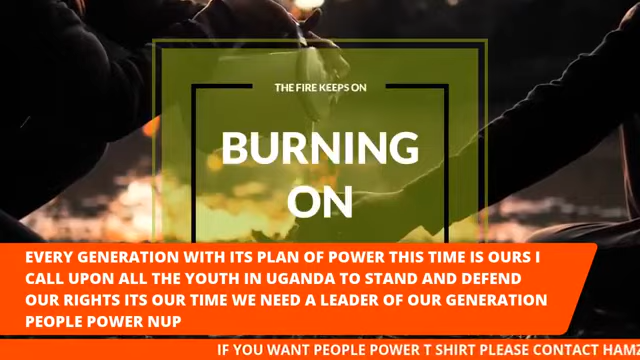 THE FIRE KEEPS ON
BURNING
ON
EVERY GENERATION WITH ITS PLAN OF POWER THIS TIME IS OURS I
CALL UPON ALL THE YOUTH IN UGANDA TO STAND AND DEFEND
OUR RIGHTS ITS OUR TIME WE NEED A LEADER OF OUR GENERATION
PEOPLE POWER NUP
IF YOU WANT PEOPLE POWER T SHIRT PLEASE CONTACT